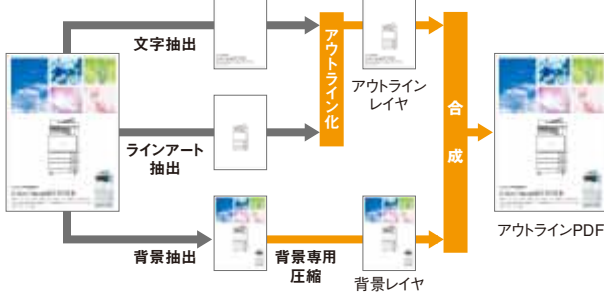 文字抽出
ラインアート
抽出
背景抽出
アウトライン化
アウトライン
レイヤ
背景専用
圧縮
背景レイヤ
合成
アウトラインPDF